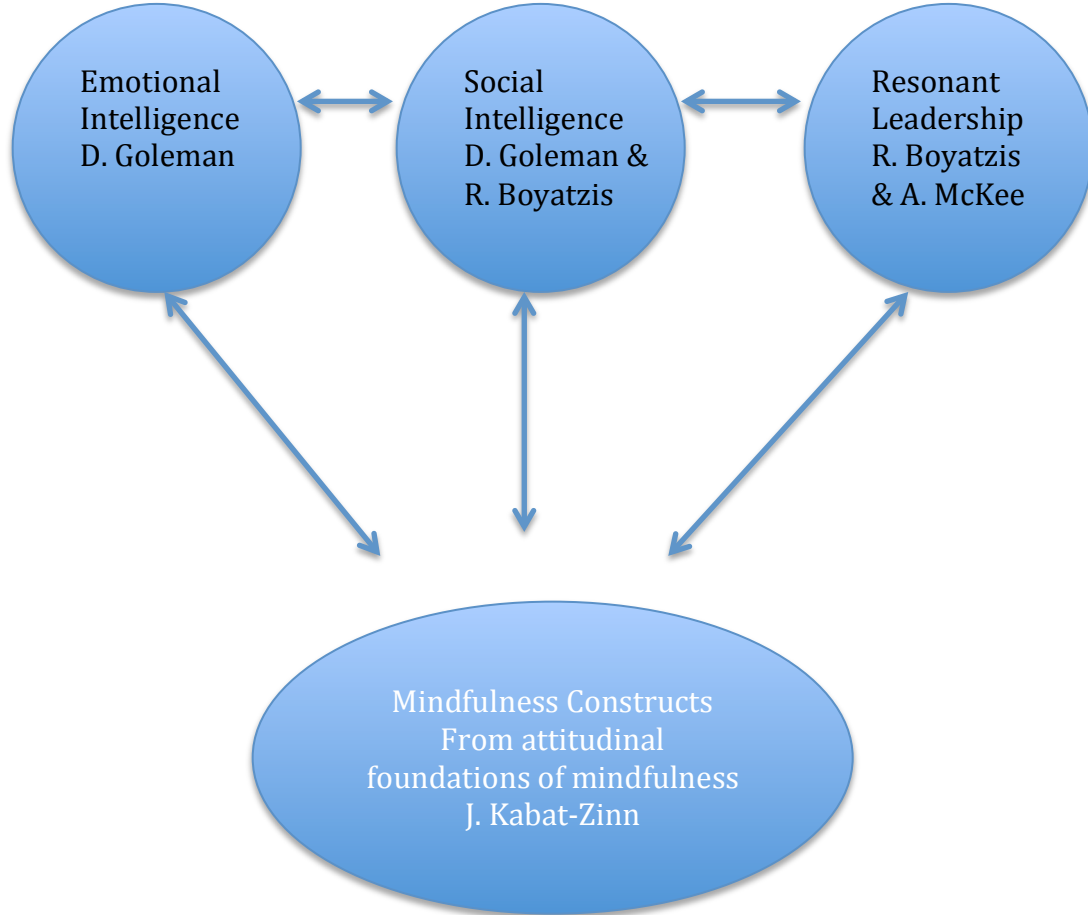 Emotional
Intelligence
D. Goleman
Social
Intelligence
D. Goleman &
R. Boyatzis
Resonant
Leadership
R. Boyatzis
& A. McKee
Mindfulness Constructs
From attitudinal
foundations of mindfulness
J. Kabat-Zinn